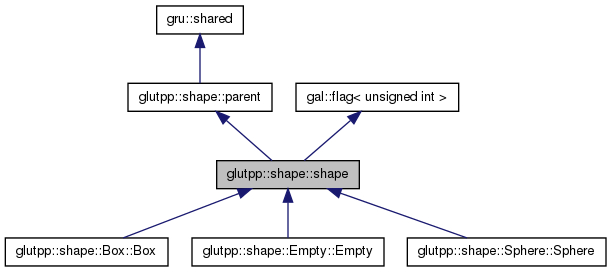 gru::shared
glutpp::shape::parent
gal::flag< unsigned int >
glutpp::shape::shape
glutpp::shape::Box::Box
glutpp::shape::Empty::Empty
glutpp::shape::Sphere::Sphere